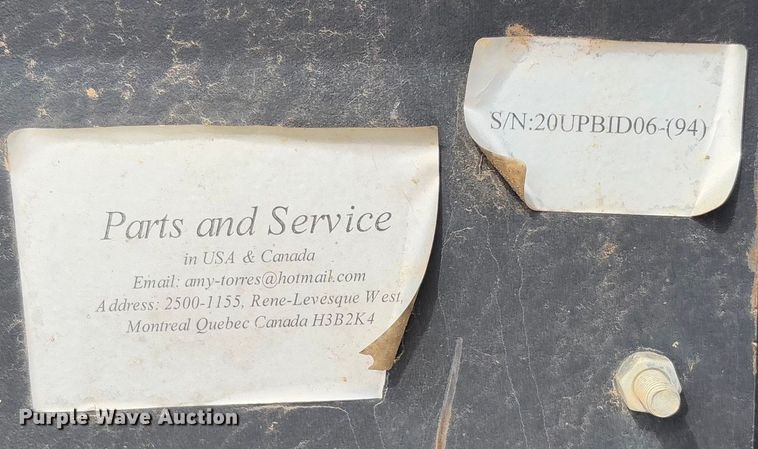 S/N:20UPBID06-(94)
Parts and Service
in USA & Canada
Email: amy-torres@hotmail.com
Address: 2500-1155, Rene-Levesque West,
Montreal Quebec Canada H3B2K4
Purple Wave Auction